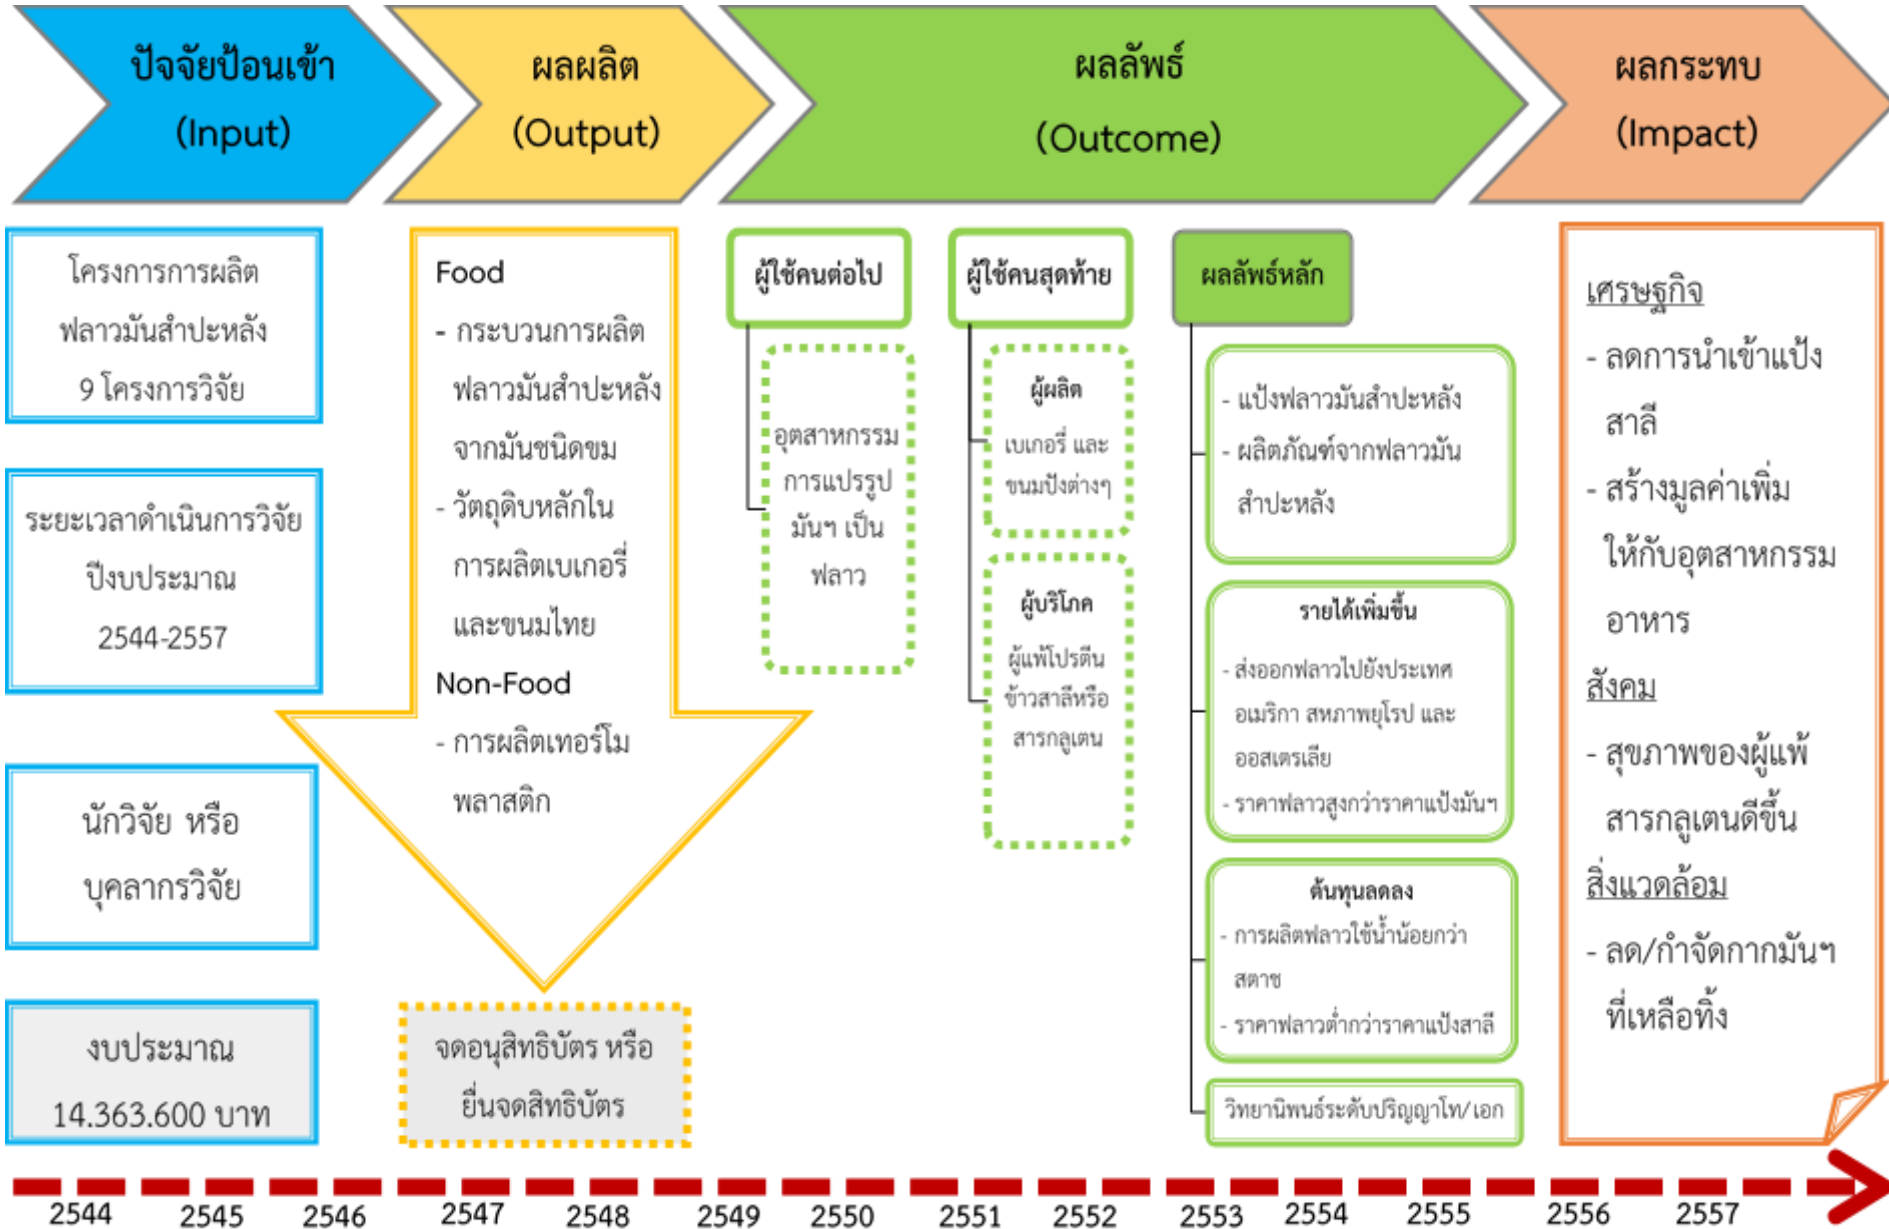 ปัจจัยป้อนเข้า
(Input)
ผลผลิต
(Output)
ผลลัพธ์
(Outcome)
ผลกระทบ
(Impact)
โครงการการผลิต
ฟลาวมันสำปะหลัง
9 โครงการวิจัย
ระยะเวลาดำเนินการวิจัย
ปีงบประมาณ
2544-2557
นักวิจัย หรือ
บุคลากรวิจัย
งบประมาณ
14.363.600 บาท
Food
- กระบวนการผลิต
ฟลาวมันสำปะหลัง
จากมันชนิดขม
- วัตถุดิบหลักใน
การผลิตเบเกอรี่
และขนมไทย
Non-Food
- การผลิตเทอร์โม
พลาสติก
จดอนุสิทธิบัตร หรือ
ยื่นจดสิทธิบัตร
ผู้ใช้คนต่อไป
อุตสาหกรรม
การแปรรูป
มันฯ เป็น
ฟลาว
ผู้ใช้คนสุดท้าย
ผู้ผลิต
เบเกอรี่ และ
ขนมปังต่างๆ
ผู้บริโภค
ผู้แพ้โปรตีน
ข้าวสาลีหรือ
สารกลูเตน
ผลลัพธ์หลัก
- แป้งฟลาวมันสำปะหลัง
- ผลิตภัณฑ์จากฟลาวมัน
สำปะหลัง
รายได้เพิ่มขึ้น
- ส่งออกฟลาวไปยังประเทศ
อเมริกา สหภาพยุโรป และ
ออสเตรเลีย
- ราคาฟลาวสูงกว่าราคาแป้งมันฯ
ต้นทุนลดลง
- การผลิตฟลาวใช้น้ำน้อยกว่า
สตาช
- ราคาฟลาวต่ำกว่าราคาแป้งสาลี
วิทยานิพนธ์ระดับปริญญาโท/เอก
เศรษฐกิจ
- ลดการนำเข้าแป้ง
สาลี
- สร้างมูลค่าเพิ่ม
ให้กับอุตสาหกรรม
อาหาร
สังคม
- สุขภาพของผู้แพ้
สารกลูเตนดีขึ้น
สิ่งแวดล้อม
- ลด/กำจัดกากมันฯ
ที่เหลือทิ้ง
2544 2545 2546 2547 2548 2549 2550 2551 2552 2553 2554 2555 2556 2557